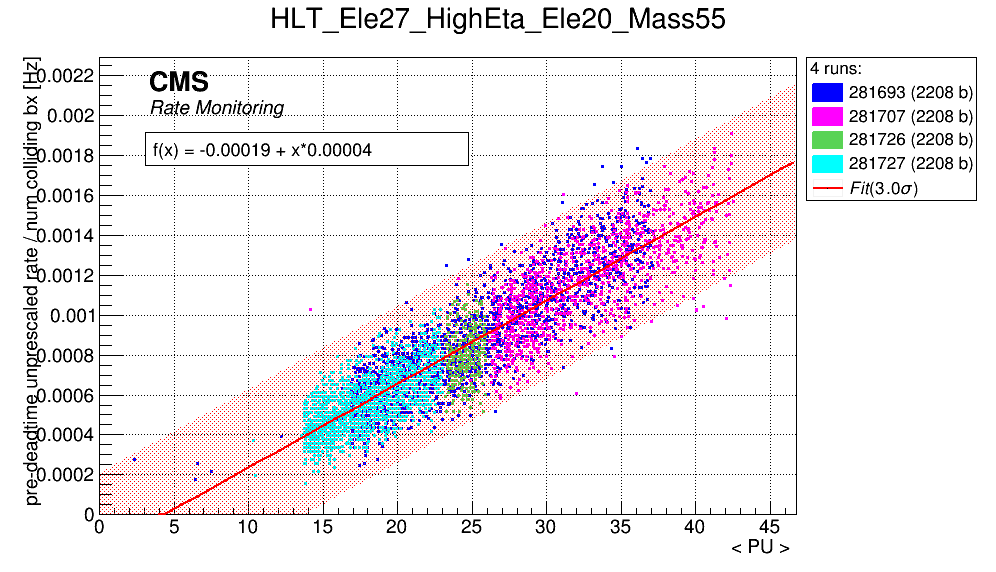 HLT_Ele27_HighEta_Ele20_Mass55
pre-deadtime unprescaled rate / num colliding bx [Hz]
0.0022
0.002
0.0018
0.0016
0.0014
0.0012
0.001
0.0008
0.0006
0.0004
0.0002
0
CMS
Rate Monitoring
f(x) = -0.00019 + x*0.00004
0 5 10 15 20 25 30 35 40 45
< PU >
4 runs:
281693 (2208 b)
281707 (2208 b)
281726 (2208 b)
281727 (2208 b)
Fit(3.0σ)